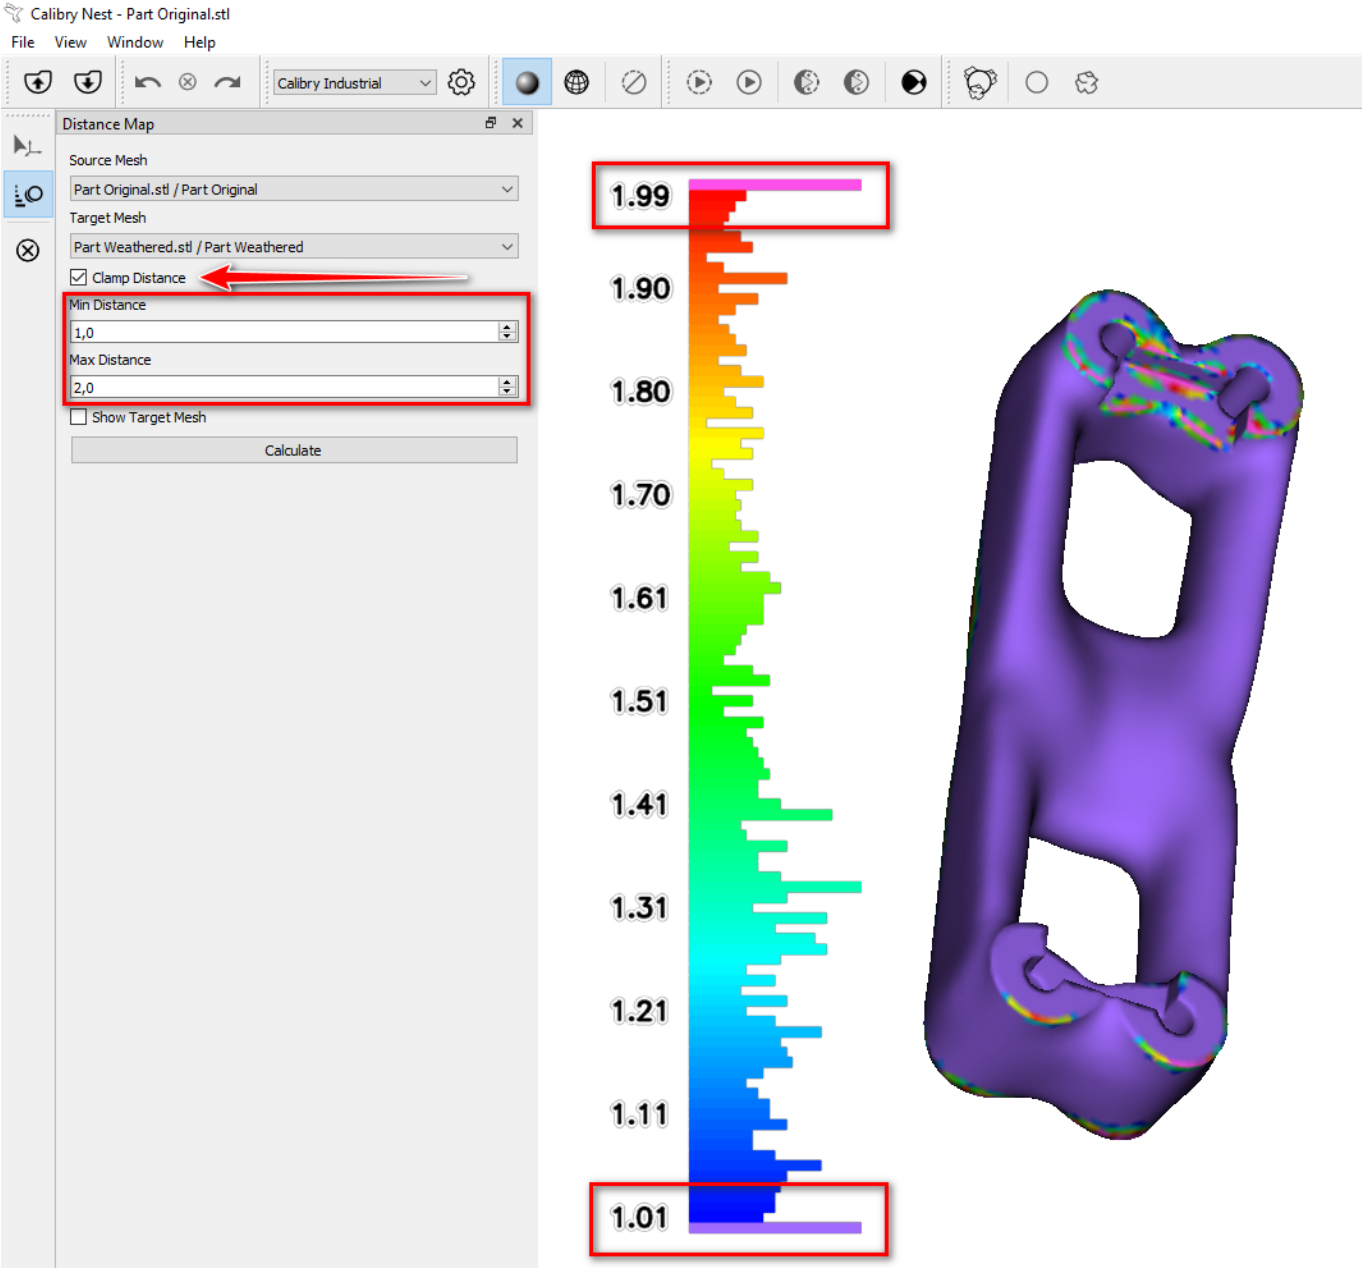 Calibry Nest - Part Original.stl
File View Window Help
Calibry Industrial
Distance Map
Source Mesh
Part Original.stl / Part Original
Target Mesh
Part Weathered.stl / Part Weathered
Clamp Distance
Min Distance
1,0
Max Distance
2,0
Show Target Mesh
Calculate
1.99
1.90
1.80
1.70
1.61
1.51
1.41
1.31
1.21
1.11
1.01